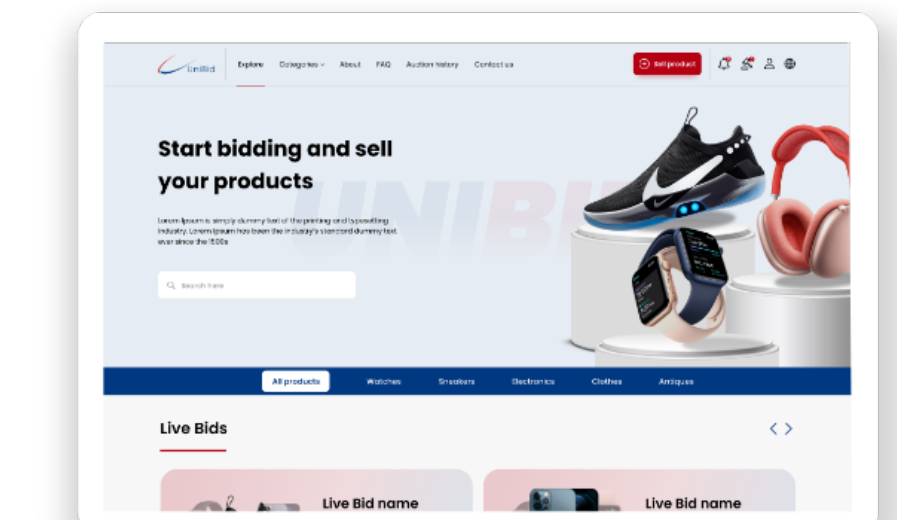 UniBid
Explore Categories About FAQ Auction history Contact us
Sell product
Start bidding and sell
your products
UNIBI
Lorem Ipsum is simply dummy text of the printing and typesetting
industry. Lorem Ipsum has been the industry's standard dummy text
ever since the 1500s
Search here
All products Watches Sneakers Electronics Clothes Antiques
Live Bids
Live Bid name
Live Bid name